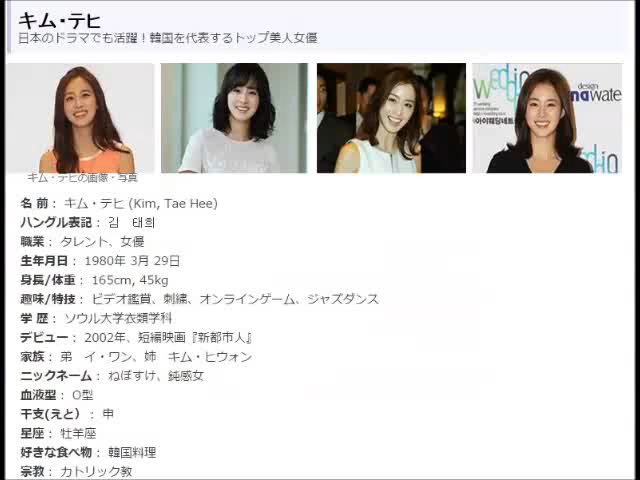 キム・テヒ
日本のドラマでも活躍！韓国を代表するトップ美人女優
wedding
design
nawate
아이웨딩네트
キム・テヒの画像・写真
名 前： キム・テヒ (Kim, Tae Hee)
ハングル表記： 김　태희
職業： タレント、女優
生年月日： 1980年 3月 29日
身長/体重： 165cm, 45kg
趣味/特技： ビデオ鑑賞、刺繍、オンラインゲーム、ジャズダンス
学 歴： ソウル大学衣類学科
デビュー： 2002年、短編映画『新都市人』
家族： 弟　イ・ワン、姉　キム・ヒウォン
ニックネーム： ねぼすけ、鈍感女
血液型： O型
干支(えと）： 申
星座： 牡羊座
好きな食べ物： 韓国料理
宗教： カトリック教